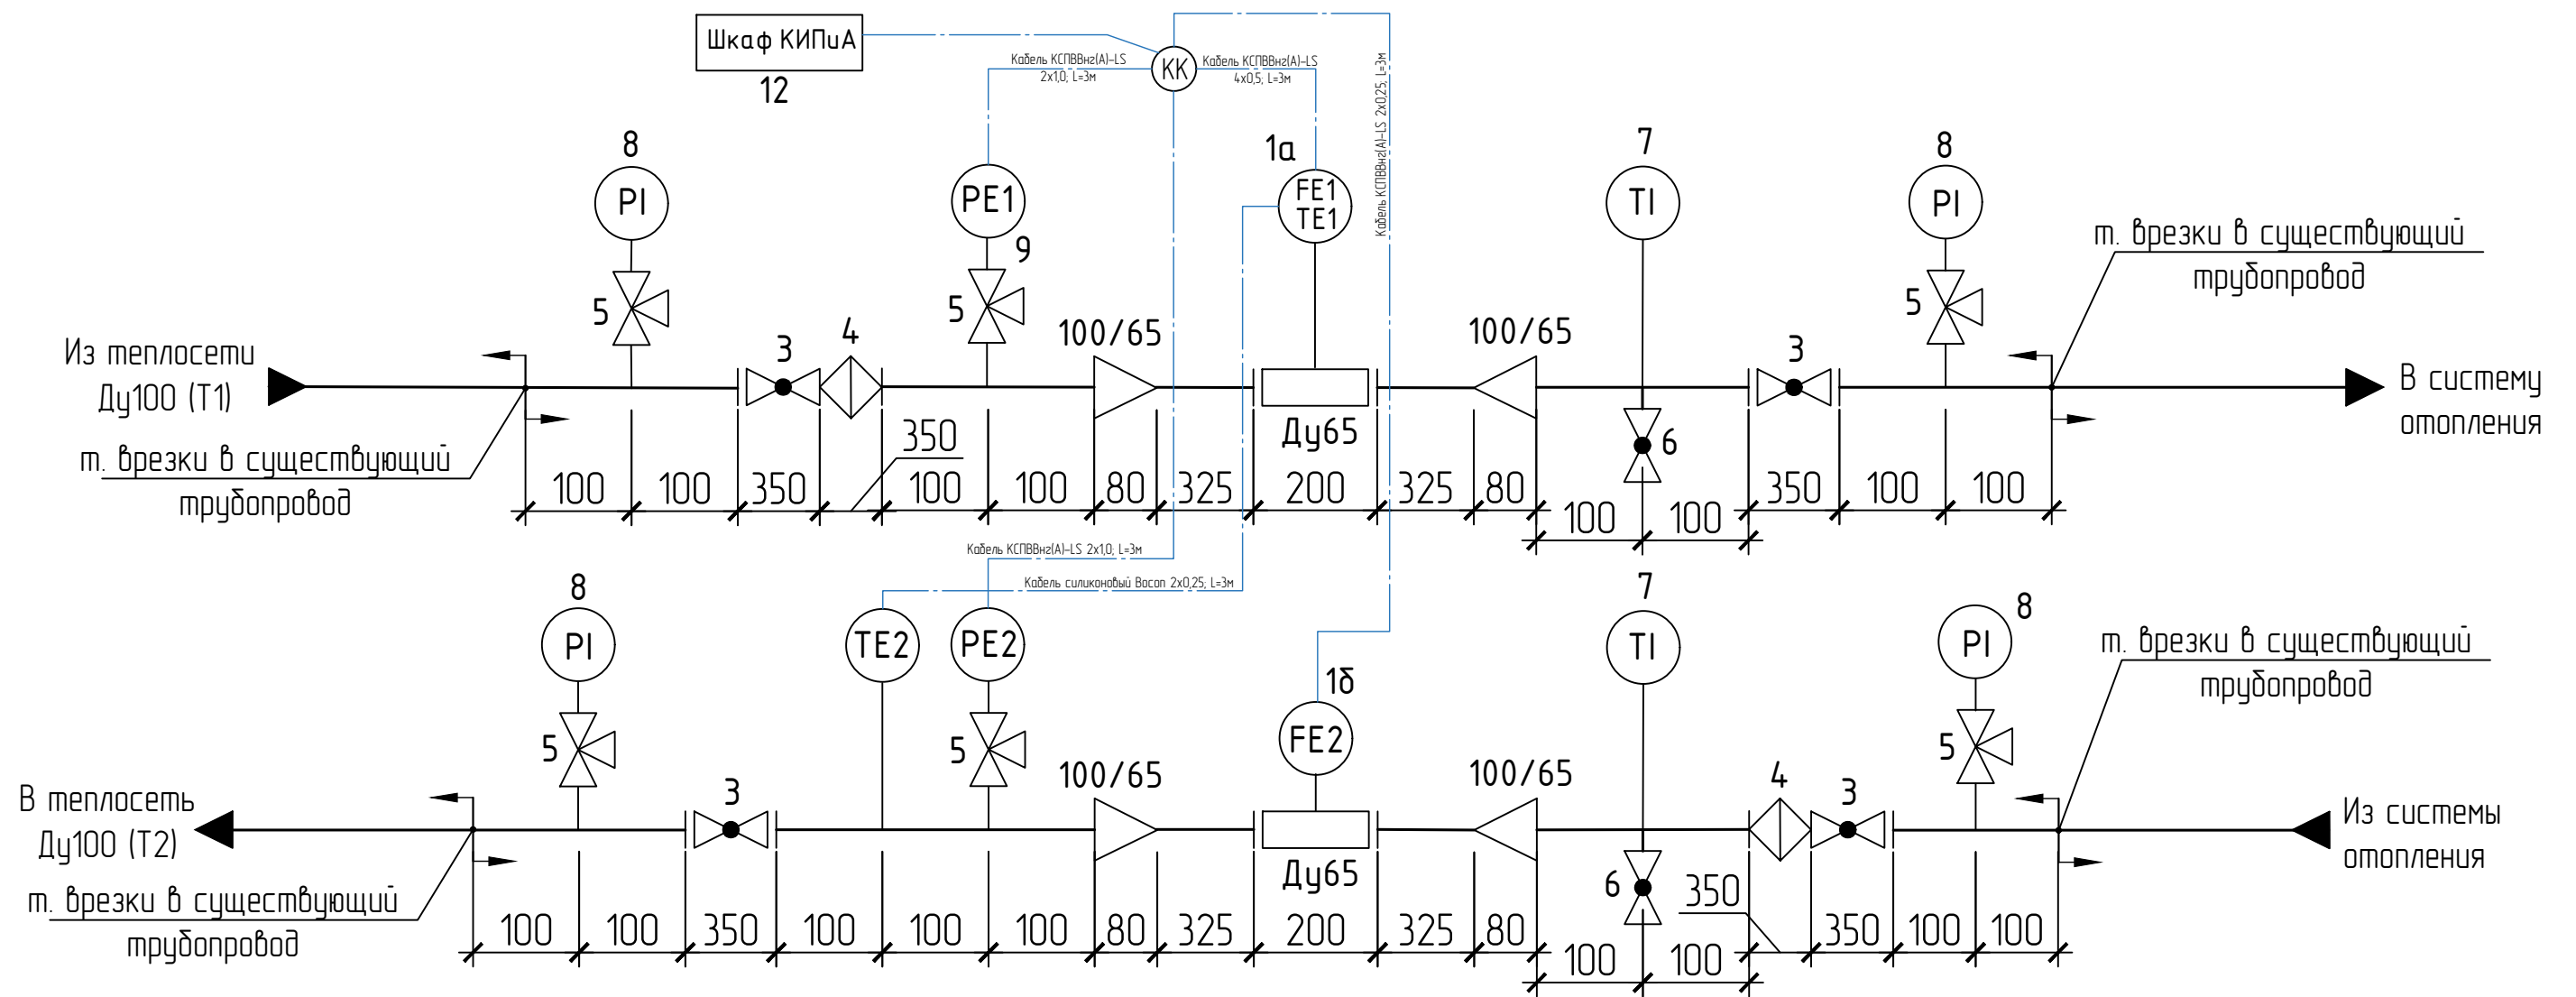 Шкаф КИПиА
12
КК
Кабель КСПВВнг(А)-LS
2х1,0; L=3м
Кабель КСПВВнг(А)-LS
4х0,5; L=3м
Кабель КСПВВнг(А)-LS 2х0,25; L=3м
8
PI
5
PE1
9
5
1а
FE1
TE1
7
TI
8
PI
5
т. врезки в существующий
трубопровод
Из теплосети
Ду100 (Т1)
3
4
100/65
100/65
3
В систему
отопления
Ду65
6
т. врезки в существующий
трубопровод
350
100 100 350 100 100 80 325 200 325 80 350 100 100
100 100
Кабель КСПВВнг(А)-LS 2х1,0; L=3м
Кабель силиконовый Восоп 2х0,25; L=3м
8
PI
5
TE2
PE2
5
1б
FE2
7
TI
8
PI
5
т. врезки в существующий
трубопровод
В теплосеть
Ду100 (Т2)
3
100/65
100/65
4
3
Из системы
отопления
Ду65
6
350
т. врезки в существующий
трубопровод
100 100 350 100 100 100 80 325 200 325 80 350 100 100
100 100